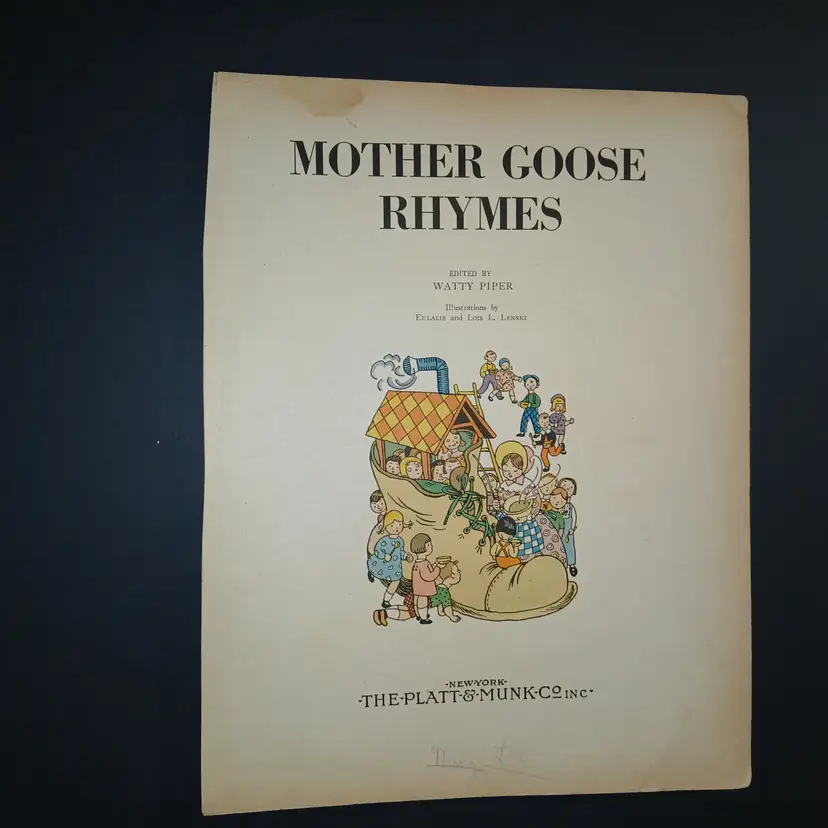 MOTHER GOOSE
RHYMES
EDITED BY
WATTY PIPER
Illustrations by
EULALIE and LOIS L. LENSKI
·NEW·YORK·
·THE·PLATT·&·MUNK·CO INC·